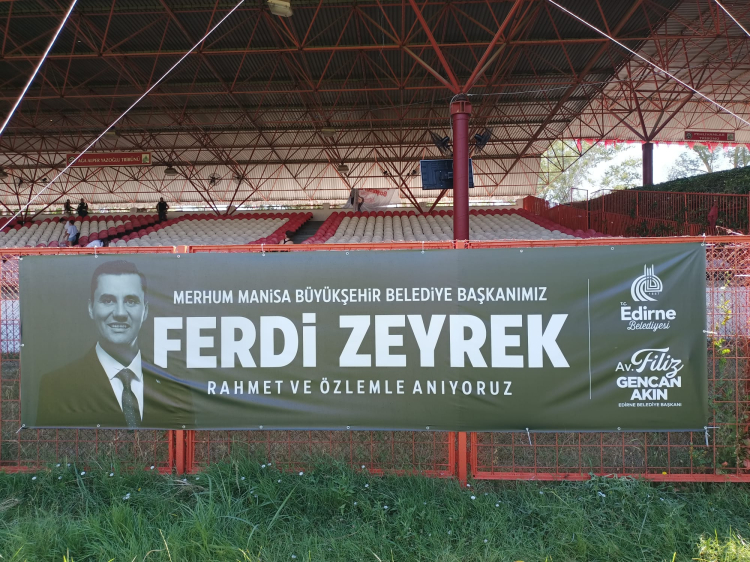 MERHUM MANİSA BÜYÜKŞEHİR BELEDİYE BAŞKANIMIZ
FERDİ ZEYREK
RAHMET VE ÖZLEMLE ANIYORUZ
T.C.
Edirne
Belediyesi
Av. Filiz
GENCAN
AKIN
EDİRNE BELEDİYE BAŞKANI